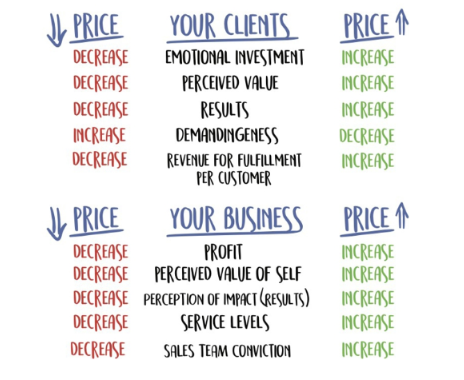 PRICE YOUR CLIENTS PRICE
DECREASE EMOTIONAL INVESTMENT INCREASE
DECREASE PERCEIVED VALUE INCREASE
DECREASE RESULTS INCREASE
INCREASE DEMANDINGENESS DECREASE
DECREASE REVENUE FOR FULFILLMENT INCREASE
PER CUSTOMER
PRICE YOUR BUSINESS PRICE
DECREASE PROFIT INCREASE
DECREASE PERCEIVED VALUE OF SELF INCREASE
DECREASE PERCEPTION OF IMPACT (RESULTS) INCREASE
DECREASE SERVICE LEVELS INCREASE
DECREASE SALES TEAM CONVICTION INCREASE